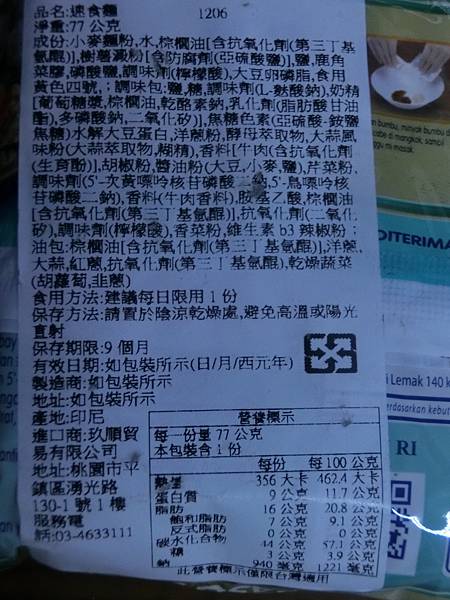 品名:速食麵 1206
淨重:77 公克
成份:小麥麵粉,水,棕櫚油[含抗氧化劑(第三丁基
氫醌)],樹薯澱粉[含防腐劑(亞硫酸鹽)],鹽,鹿角
菜膠,磷酸鹽,調味劑(檸檬酸),大豆卵磷脂,食用
黃色四號,;調味包:鹽,糖,調味劑(L-麩酸鈉),奶精
[葡萄糖漿,棕櫚油,乾酪素鈉,乳化劑(脂肪酸甘油
酯),多磷酸鈉,二氧化矽)],焦糖色素(亞硫酸-銨鹽
焦糖)水解大豆蛋白,洋蔥粉,酵母萃取物,大蒜風
味粉(大蒜萃取物,糊精),香料[牛肉(含抗氧化劑
(生育酚)],胡椒粉,醬油粉(大豆,小麥,鹽),芹菜粉,
調味劑(5'-次黃嘌呤核苷磷酸二鈉,5'-鳥嘌呤核
苷磷酸二鈉),香料(牛肉香料),胺基乙酸,棕櫚油
[含抗氧化劑(第三丁基氫醌)],抗氧化劑(二氧化
矽),調味劑(檸檬酸),香菜粉,維生素 b3 辣椒粉;
油包:棕櫚油[含抗氧化劑(第三丁基氫醌)],洋蔥,
大蒜,紅蔥,抗氧化劑(第三丁基氫醌),乾燥蔬菜
(胡蘿蔔,韭蔥)
食用方法:建議每日限用 1 份
保存方法:請置於陰涼乾燥處,避免高溫或陽光
直射
保存期限:9 個月
有效日期:如包裝所示(日/月/西元年)
製造商:如包裝所示
地址:如包裝所示
產地:印尼
進口商:玖順貿
易有限公司
地址:桃園市平
鎮區湧光路
130-1 號 1 樓
服務電
話:03-4633111
營養標示
每一份量 77 公克
本包裝含 1 份
每份 每 100 公克
熱量 356 大卡 462.4 大卡
蛋白質 9 公克 11.7 公克
脂肪 16 公克 20.8 公克
飽和脂肪 7 公克 9.1 公克
反式脂肪 0 公克 0 公克
碳水化合物 44 公克 57.1 公克
糖 3 公克 3.9 公克
鈉 940 毫克 1221 毫克
此營養標示僅限台灣適用
bumbu, minyak bumbu
mangkok,
masak.
DITERIMA
Lemak 140
RI